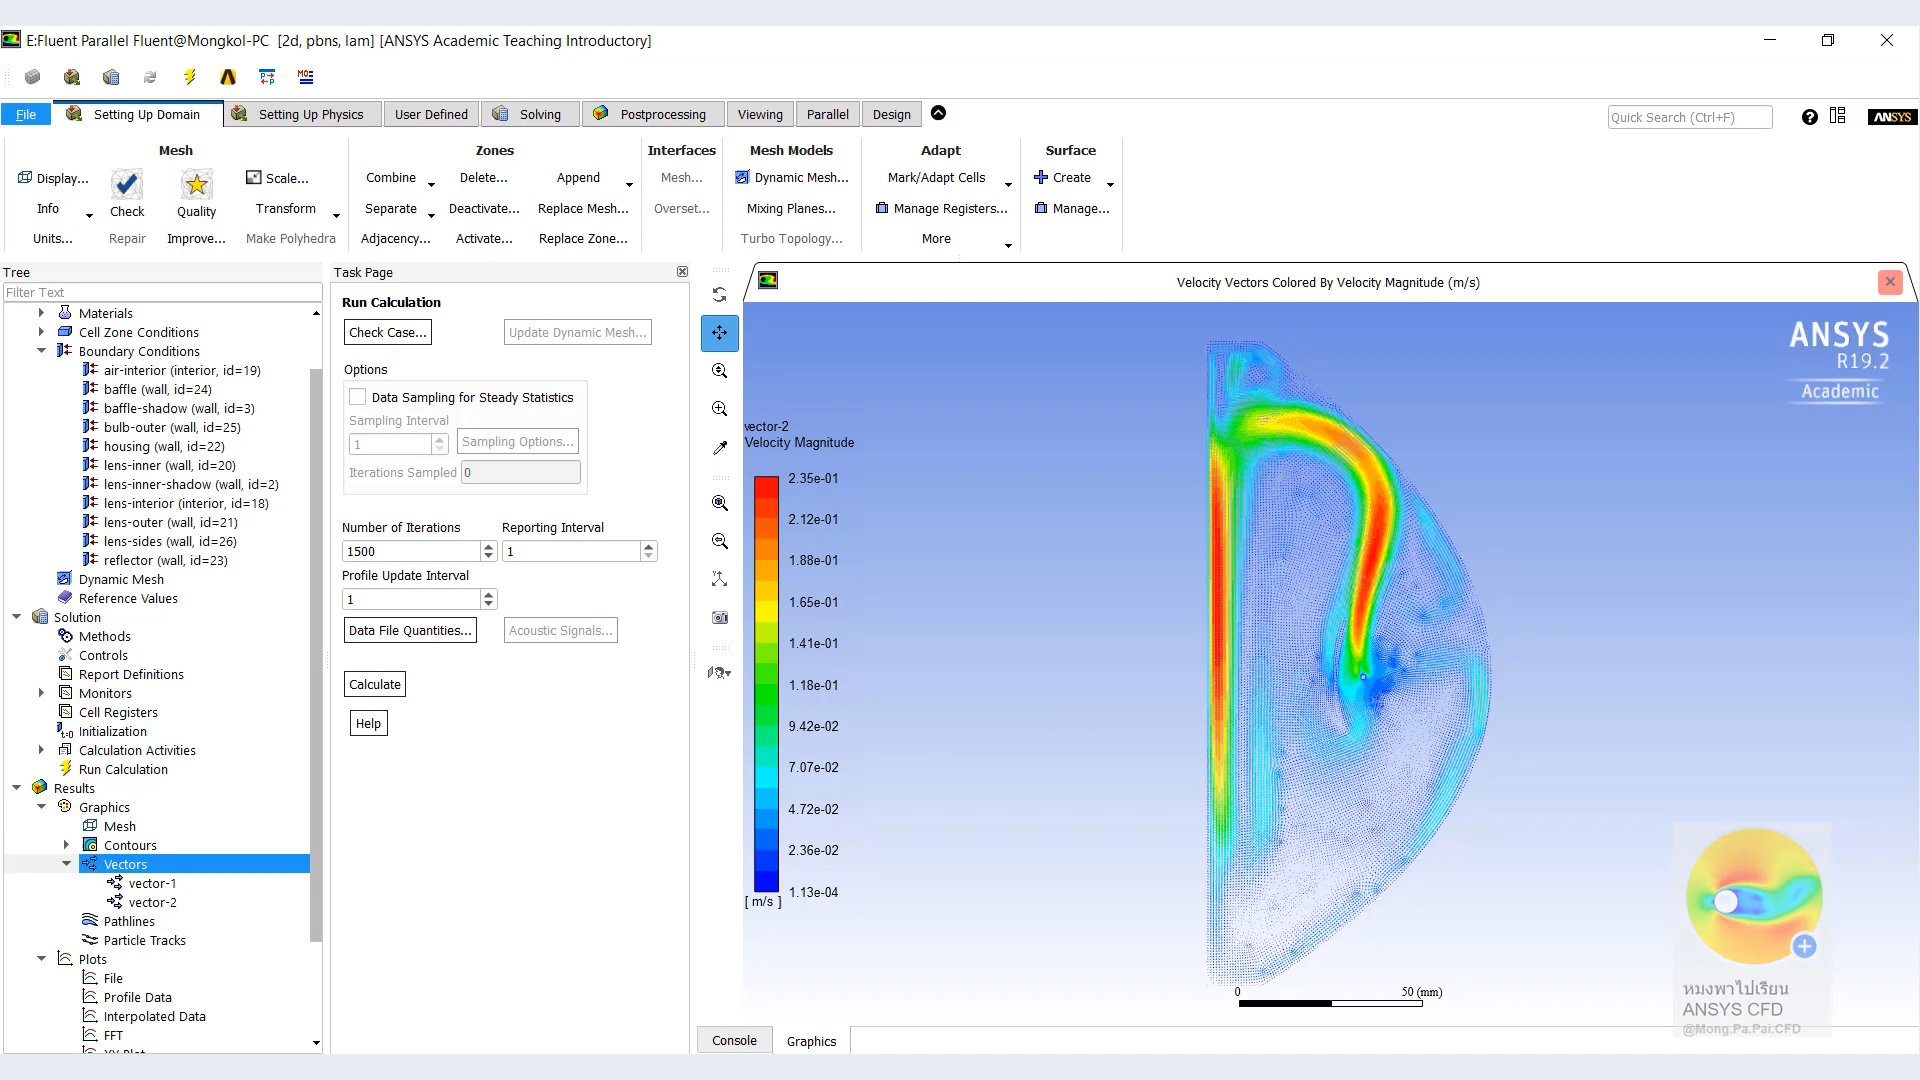 E:Fluent Parallel Fluent@Mongkol-PC [2d, pbns, lam] [ANSYS Academic Teaching Introductory]
File
Setting Up Domain
Setting Up Physics
User Defined
Solving
Postprocessing
Viewing
Parallel
Design
Quick Search (Ctrl+F)
ANSYS
Mesh
Display...
Info
Units...
Check
Repair
Quality
Improve...
Scale...
Transform
Make Polyhedra
Zones
Combine
Separate
Adjacency...
Delete...
Deactivate...
Activate...
Append
Replace Mesh...
Replace Zone...
Interfaces
Mesh...
Overset...
Mesh Models
Dynamic Mesh...
Mixing Planes...
Turbo Topology...
Adapt
Mark/Adapt Cells
Manage Registers...
More
Surface
Create
Manage...
Tree
Filter Text
Materials
Cell Zone Conditions
Boundary Conditions
air-interior (interior, id=19)
baffle (wall, id=24)
baffle-shadow (wall, id=3)
bulb-outer (wall, id=25)
housing (wall, id=22)
lens-inner (wall, id=20)
lens-inner-shadow (wall, id=2)
lens-interior (interior, id=18)
lens-outer (wall, id=21)
lens-sides (wall, id=26)
reflector (wall, id=23)
Dynamic Mesh
Reference Values
Solution
Methods
Controls
Report Definitions
Monitors
Cell Registers
Initialization
Calculation Activities
Run Calculation
Results
Graphics
Mesh
Contours
Vectors
vector-1
vector-2
Pathlines
Particle Tracks
Plots
File
Profile Data
Interpolated Data
FFT
Task Page
Run Calculation
Check Case...
Update Dynamic Mesh...
Options
Data Sampling for Steady Statistics
Sampling Interval
1
Sampling Options...
Iterations Sampled 0
Number of Iterations
Reporting Interval
1500
1
Profile Update Interval
1
Data File Quantities...
Acoustic Signals...
Calculate
Help
Velocity Vectors Colored By Velocity Magnitude (m/s)
ANSYS
R19.2
Academic
vector-2
Velocity Magnitude
2.35e-01
2.12e-01
1.88e-01
1.65e-01
1.41e-01
1.18e-01
9.42e-02
7.07e-02
4.72e-02
2.36e-02
1.13e-04
[ m/s ]
0
50 (mm)
หมงพาไปเรียน
ANSYS CFD
@Mong.Pa.Pai.CFD
Console
Graphics